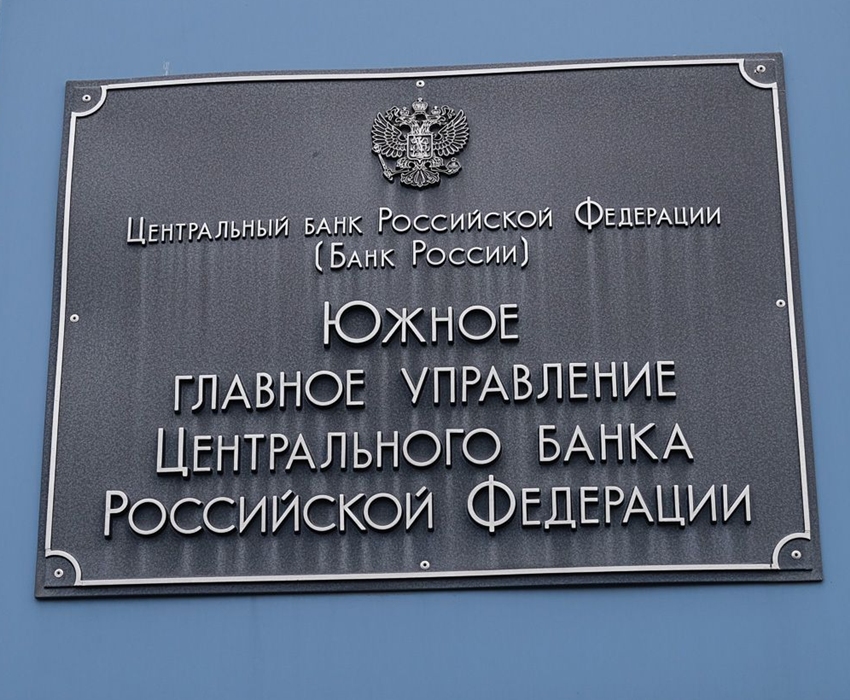 Центральный банк Российской Федерации
(Банк России)
Южное
главное управление
Центрального банка
Российской Федерации